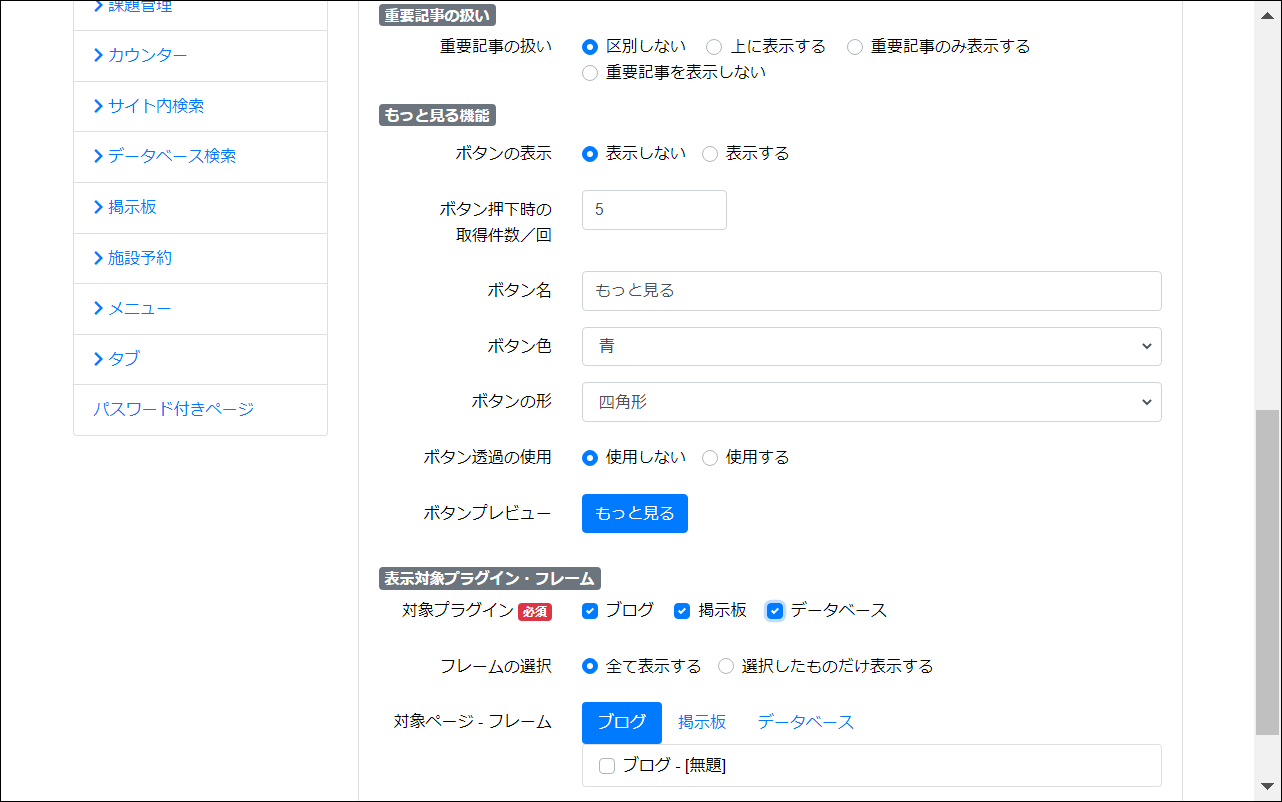 課題管理
カウンター
サイト内検索
データベース検索
掲示板
施設予約
メニュー
タブ
パスワード付きページ
重要記事の扱い
重要記事の扱い 区別しない 上に表示する 重要記事のみ表示する
重要記事を表示しない
もっと見る機能
ボタンの表示 表示しない 表示する
ボタン押下時の
取得件数／回 5
ボタン名 もっと見る
ボタン色 青
ボタンの形 四角形
ボタン透過の使用 使用しない 使用する
ボタンプレビュー もっと見る
表示対象プラグイン・フレーム
対象プラグイン 必須 ブログ 掲示板 データベース
フレームの選択 全て表示する 選択したものだけ表示する
対象ページ - フレーム ブログ 掲示板 データベース
ブログ - [無題]